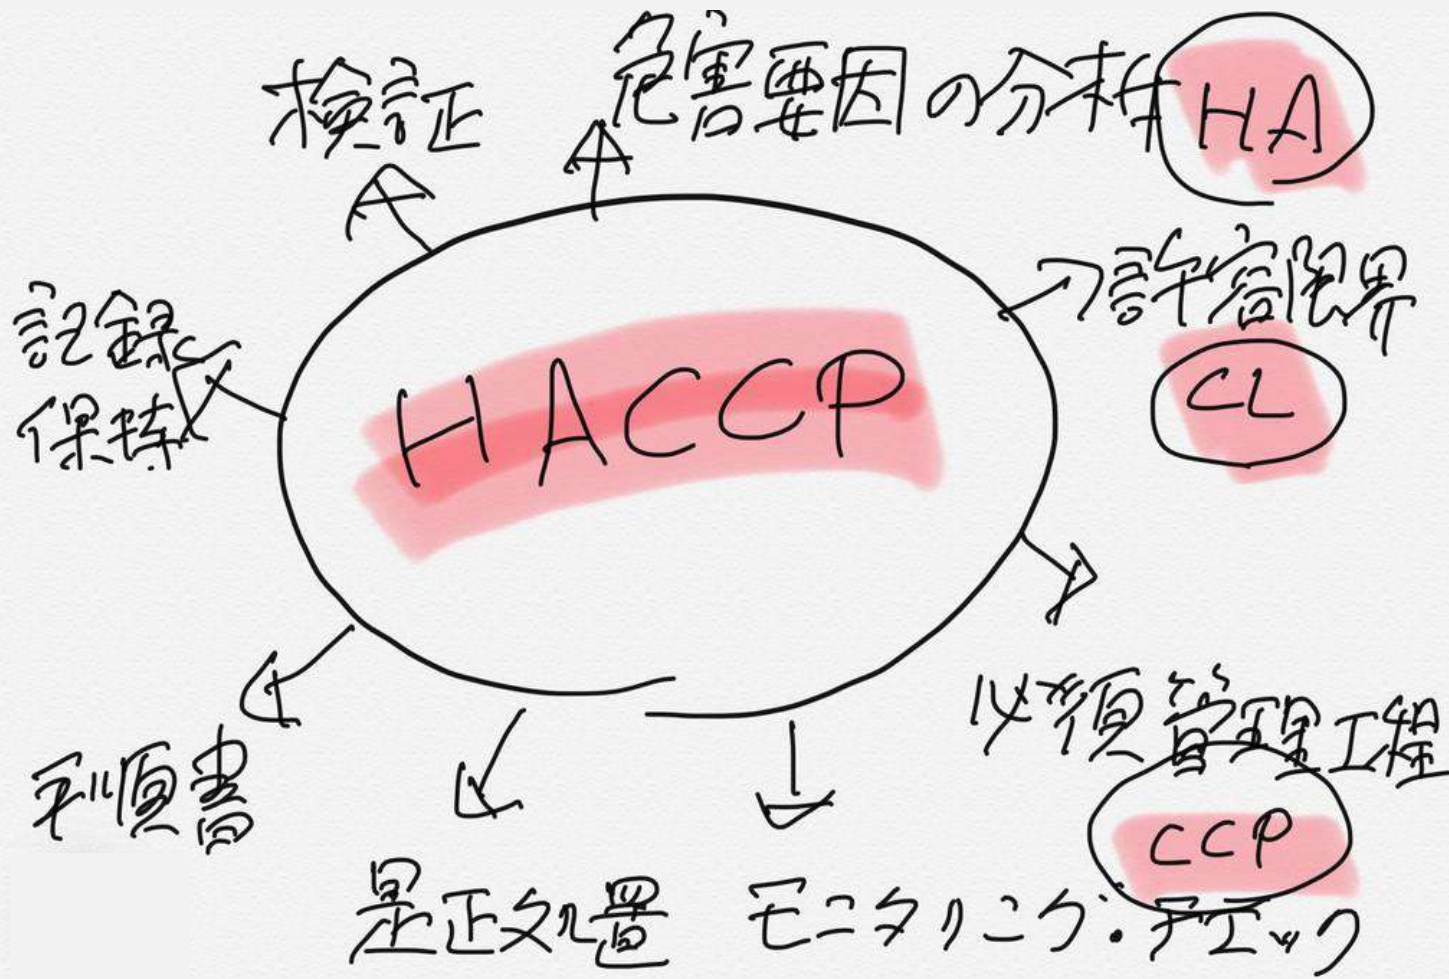 検証
危害要因の分析 HA
許容限界
CL
記録
保持
HACCP
必須管理工程
CCP
手順書
是正処置
モニタリング・チェック